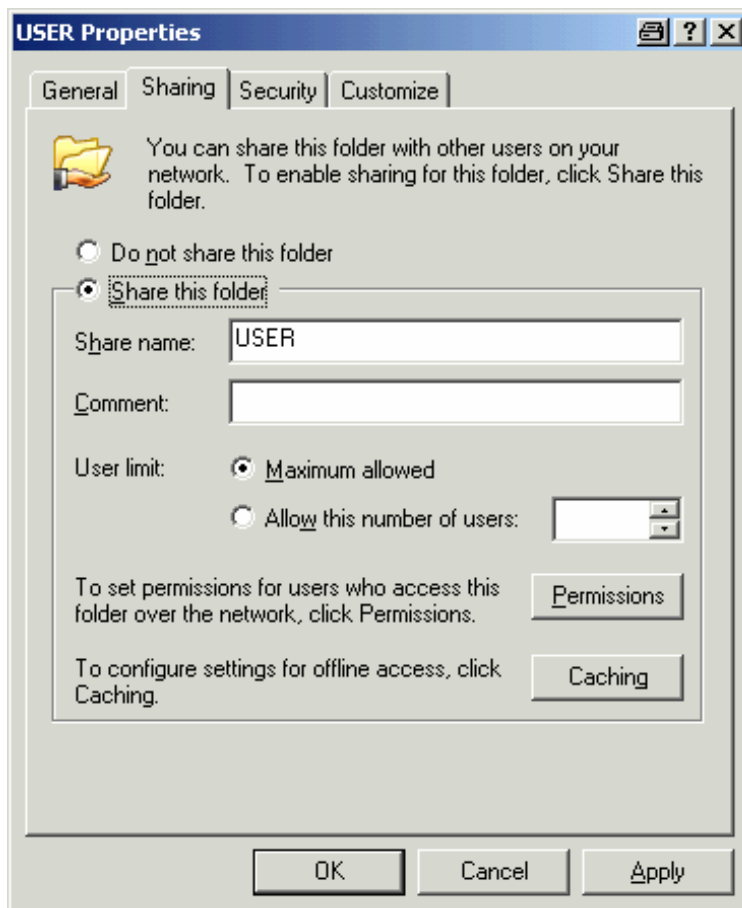 USER Properties
General Sharing Security Customize
You can share this folder with other users on your
network. To enable sharing for this folder, click Share this
folder.
Do not share this folder
Share this folder
Share name: USER
Comment:
User limit: Maximum allowed
Allow this number of users:
To set permissions for users who access this
folder over the network, click Permissions.
Permissions
To configure settings for offline access, click
Caching.
Caching
OK Cancel Apply